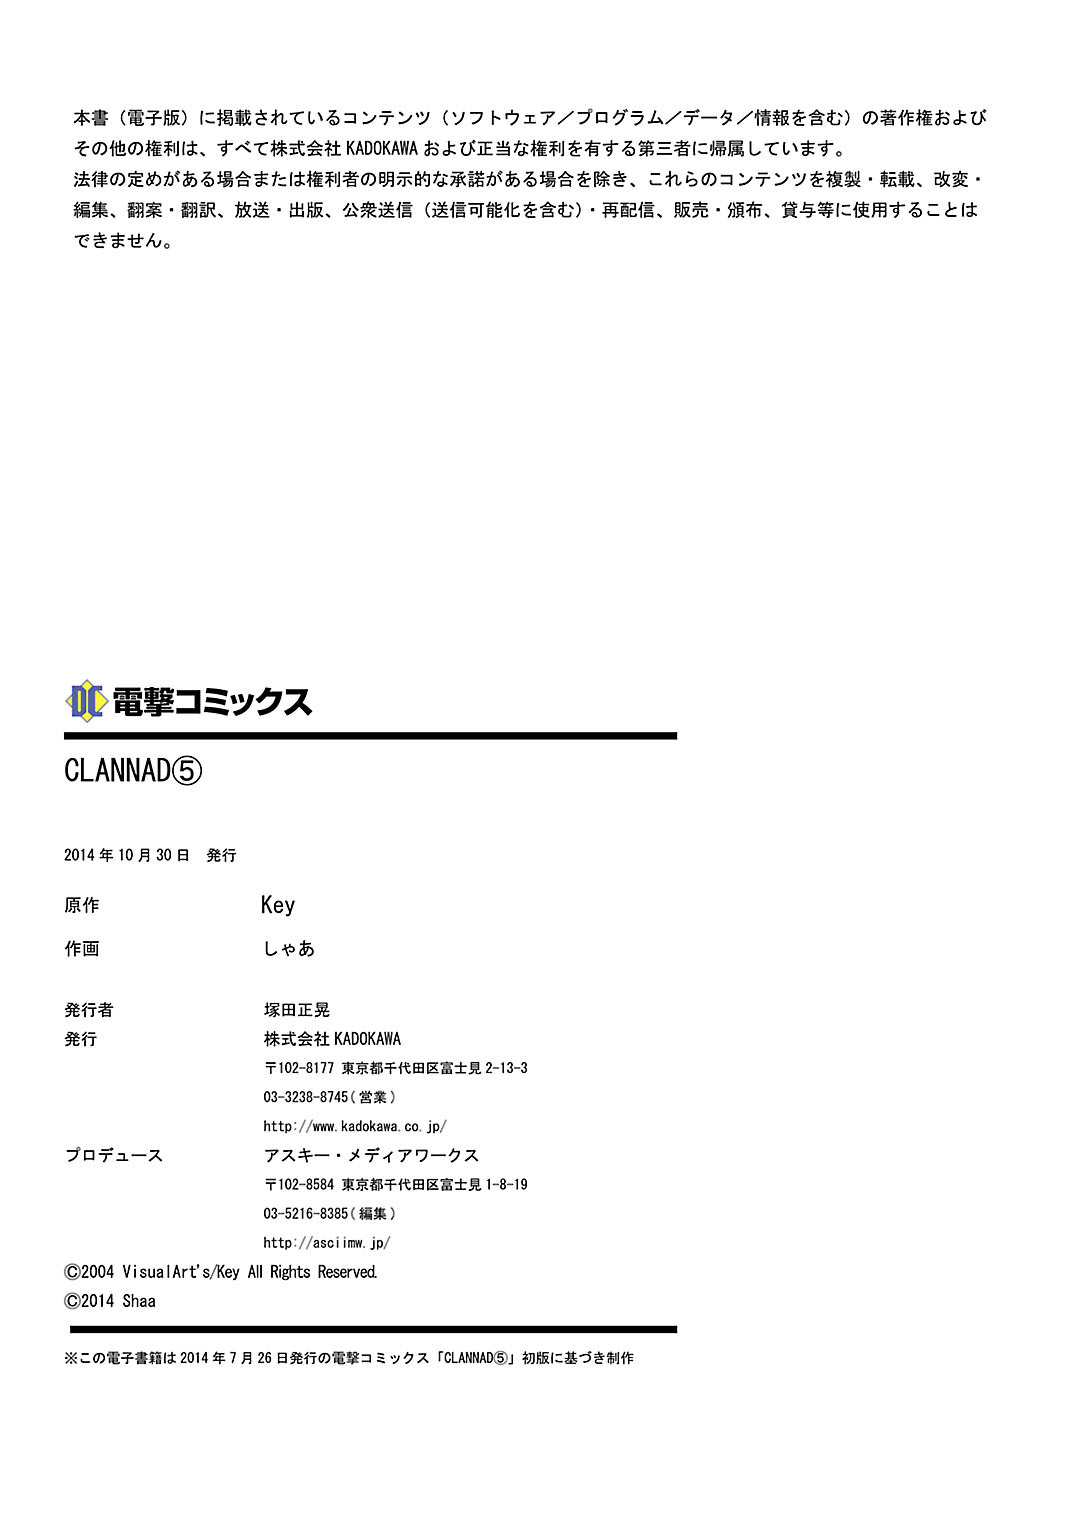 本書（電子版）に掲載されているコンテンツ（ソフトウェア／プログラム／データ／情報を含む）の著作権および
その他の権利は、すべて株式会社 KADOKAWA および正当な権利を有する第三者に帰属しています。
法律の定めがある場合または権利者の明示的な承諾がある場合を除き、これらのコンテンツを複製・転載、改変・
編集、翻案・翻訳、放送・出版、公衆送信（送信可能化を含む）・再配信、販売・頒布、貸与等に使用することは
できません。
DC 電撃コミックス
CLANNAD⑤
2014 年 10 月 30 日　発行
原作 Key
作画 しゃあ
発行者 塚田正晃
発行 株式会社 KADOKAWA
〒102-8177 東京都千代田区富士見 2-13-3
03-3238-8745（営業）
http://www.kadokawa.co.jp/
プロデュース アスキー・メディアワークス
〒102-8584 東京都千代田区富士見 1-8-19
03-5216-8385（編集）
http://asciimw.jp/
Ⓒ2004 VisualArt's/Key All Rights Reserved.
Ⓒ2014 Shaa
※この電子書籍は 2014 年 7 月 26 日発行の電撃コミックス「CLANNAD⑤」初版に基づき制作